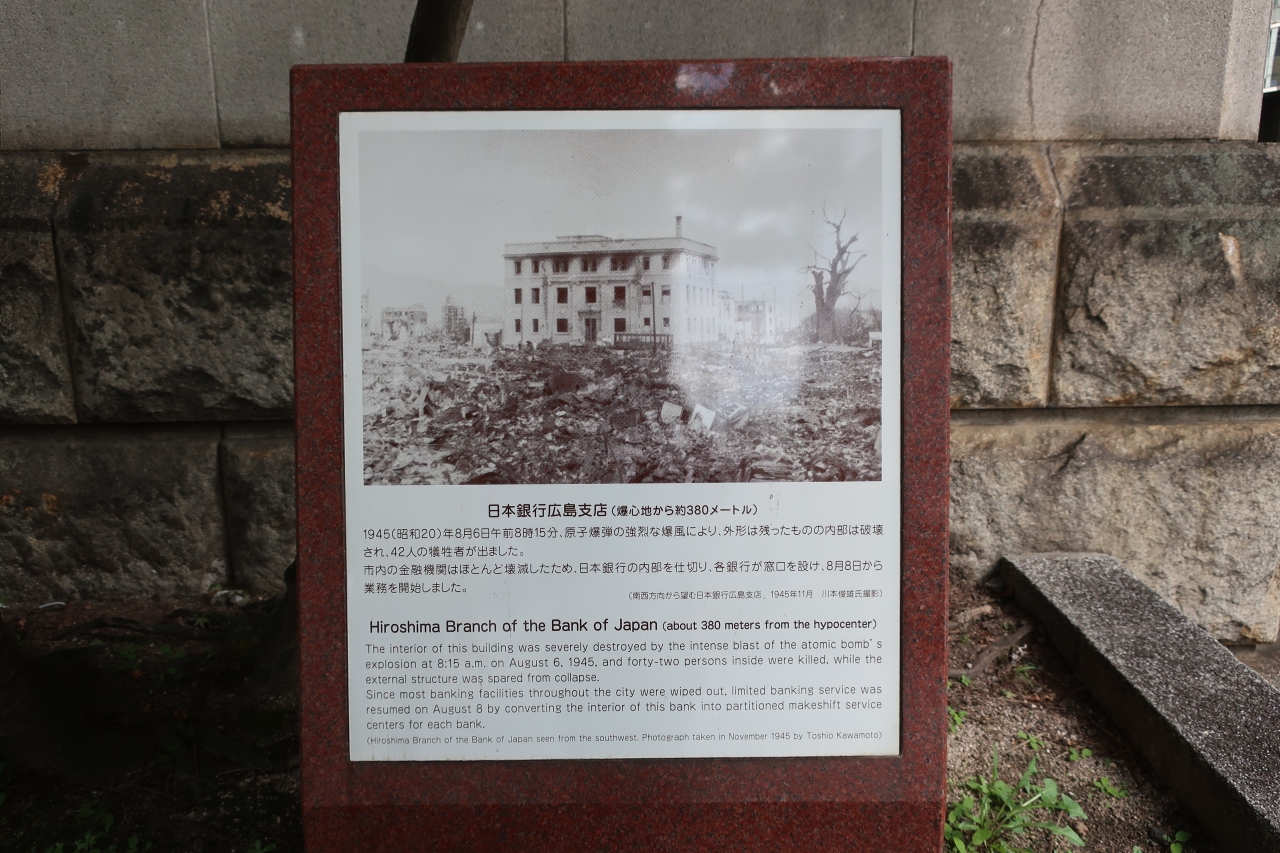 日本銀行広島支店(爆心地から約380メートル)
1945(昭和20)年8月6日午前8時15分、原子爆弾の強烈な爆風により、外形は残ったものの内部は破壊
され、42人の犠牲者が出ました。
市内の金融機関はほとんど壊滅したため、日本銀行の内部を仕切り、各銀行が窓口を設け、8月8日から
業務を開始しました。
(南西方向から望む日本銀行広島支店、1945年11月 川本俊雄氏撮影)
Hiroshima Branch of the Bank of Japan (about 380 meters from the hypocenter)
The interior of this building was severely destroyed by the intense blast of the atomic bomb's
explosion at 8:15 a.m. on August 6, 1945, and forty-two persons inside were killed, while the
external structure was spared from collapse.
Since most banking facilities throughout the city were wiped out, limited banking service was
resumed on August 8 by converting the interior of this bank into partitioned makeshift service
centers for each bank.
(Hiroshima Branch of the Bank of Japan seen from the southwest. Photograph taken in November 1945 by Toshio Kawamoto)